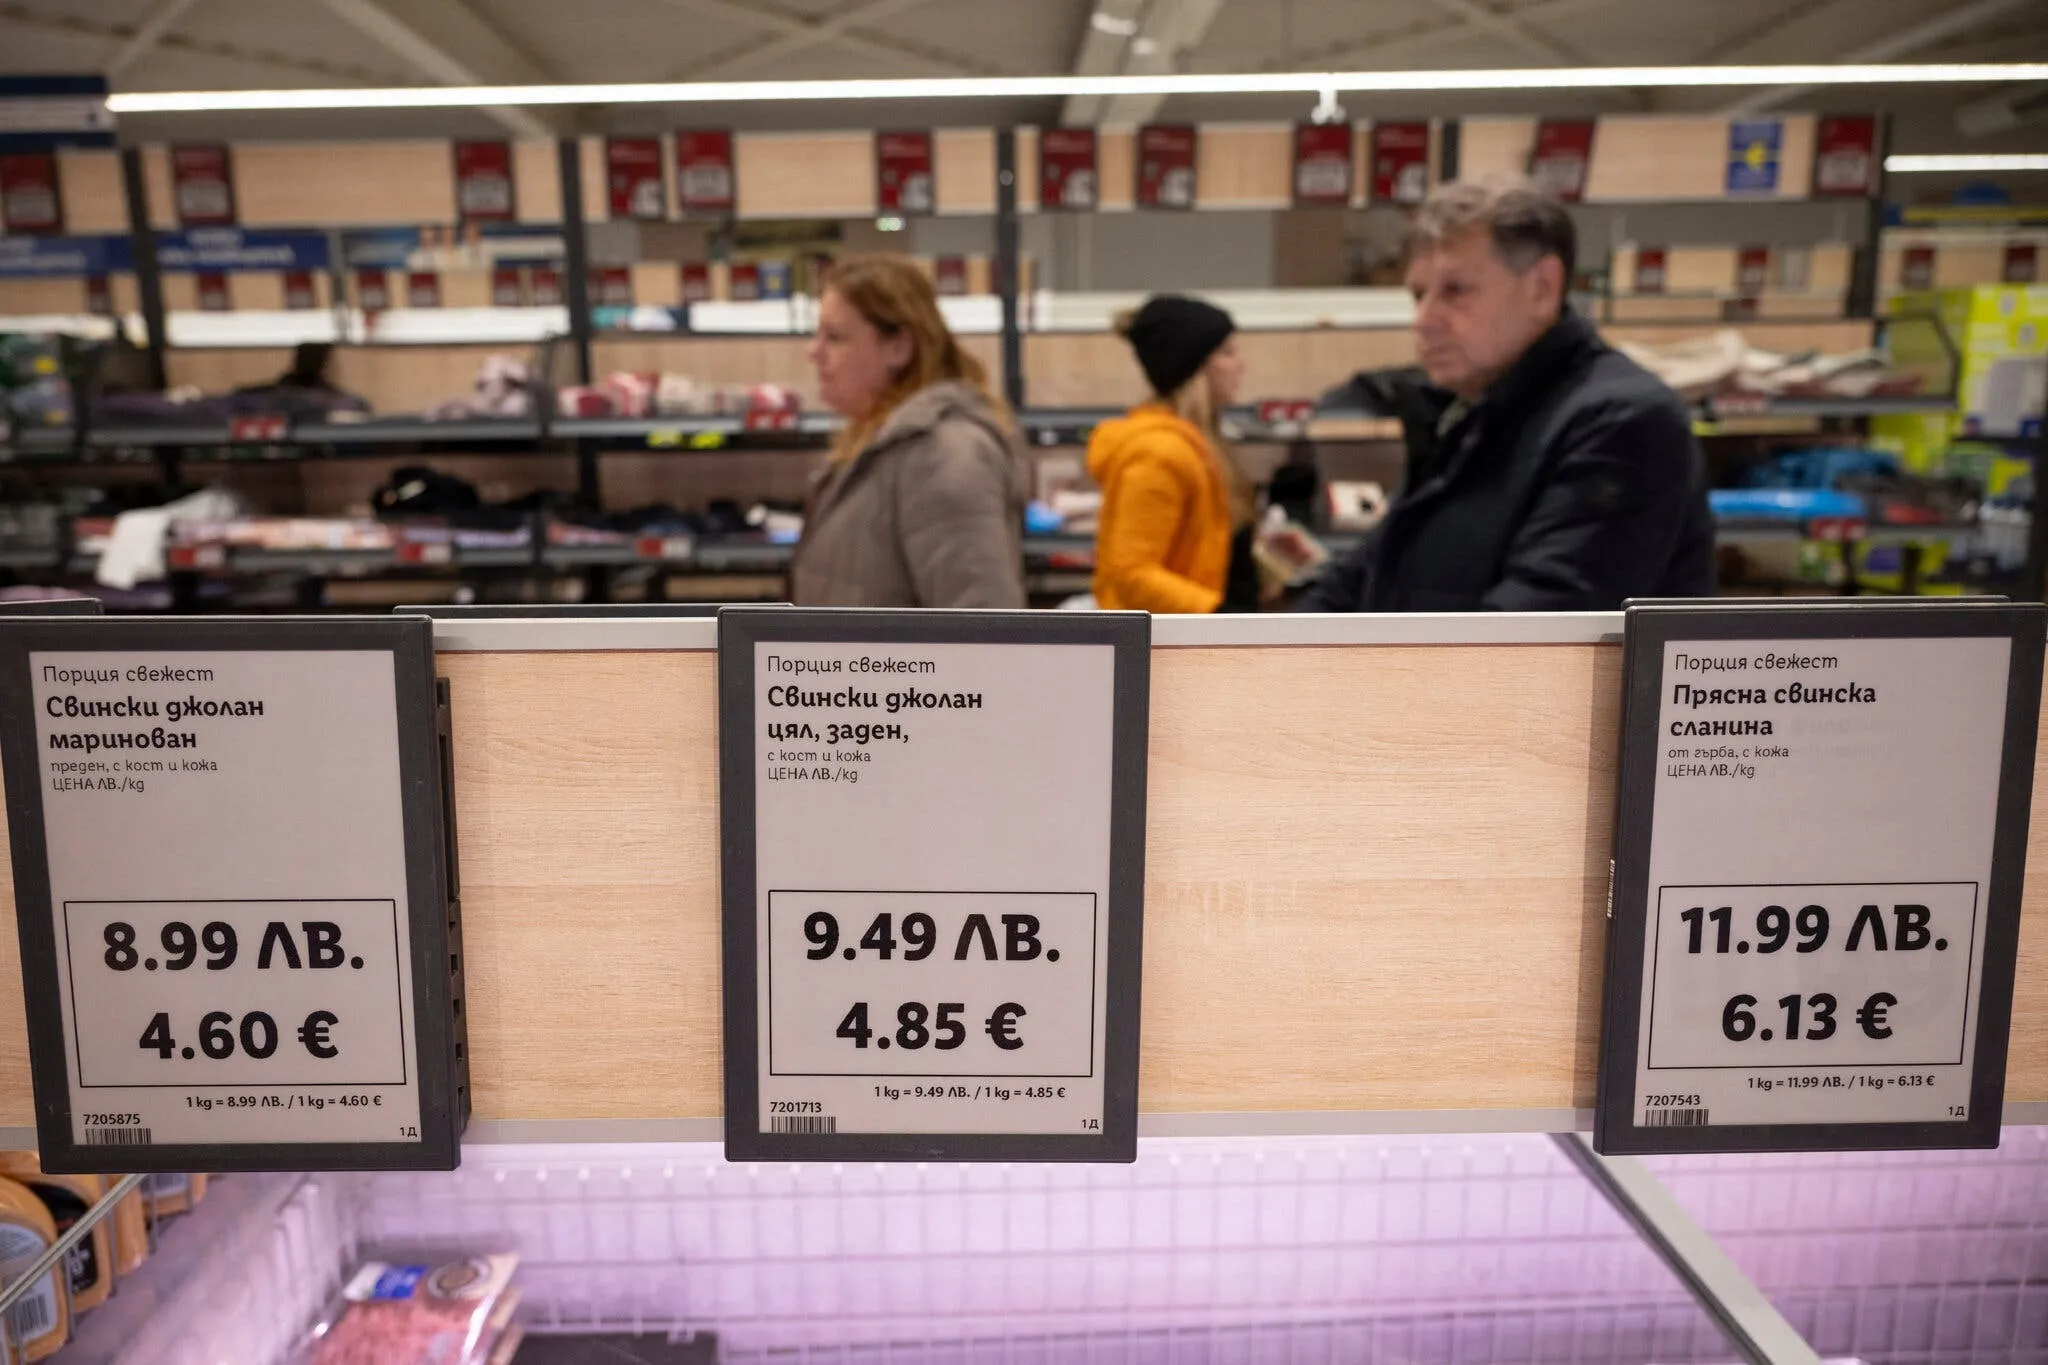 Порция свежест
Свински джолан
маринован
преден, с кост и кожа
ЦЕНА ЛВ./kg
8.99 ЛВ.
4.60 €
1 kg = 8.99 ЛВ. / 1 kg = 4.60 €
7205875
1Д
Порция свежест
Свински джолан
цял, заден,
с кост и кожа
ЦЕНА ЛВ./kg
9.49 ЛВ.
4.85 €
1 kg = 9.49 ЛВ. / 1 kg = 4.85 €
7201713
1Д
Порция свежест
Прясна свинска
сланина
от гърба, с кожа
ЦЕНА ЛВ./kg
11.99 ЛВ.
6.13 €
1 kg = 11.99 ЛВ. / 1 kg = 6.13 €
7207543
1Д